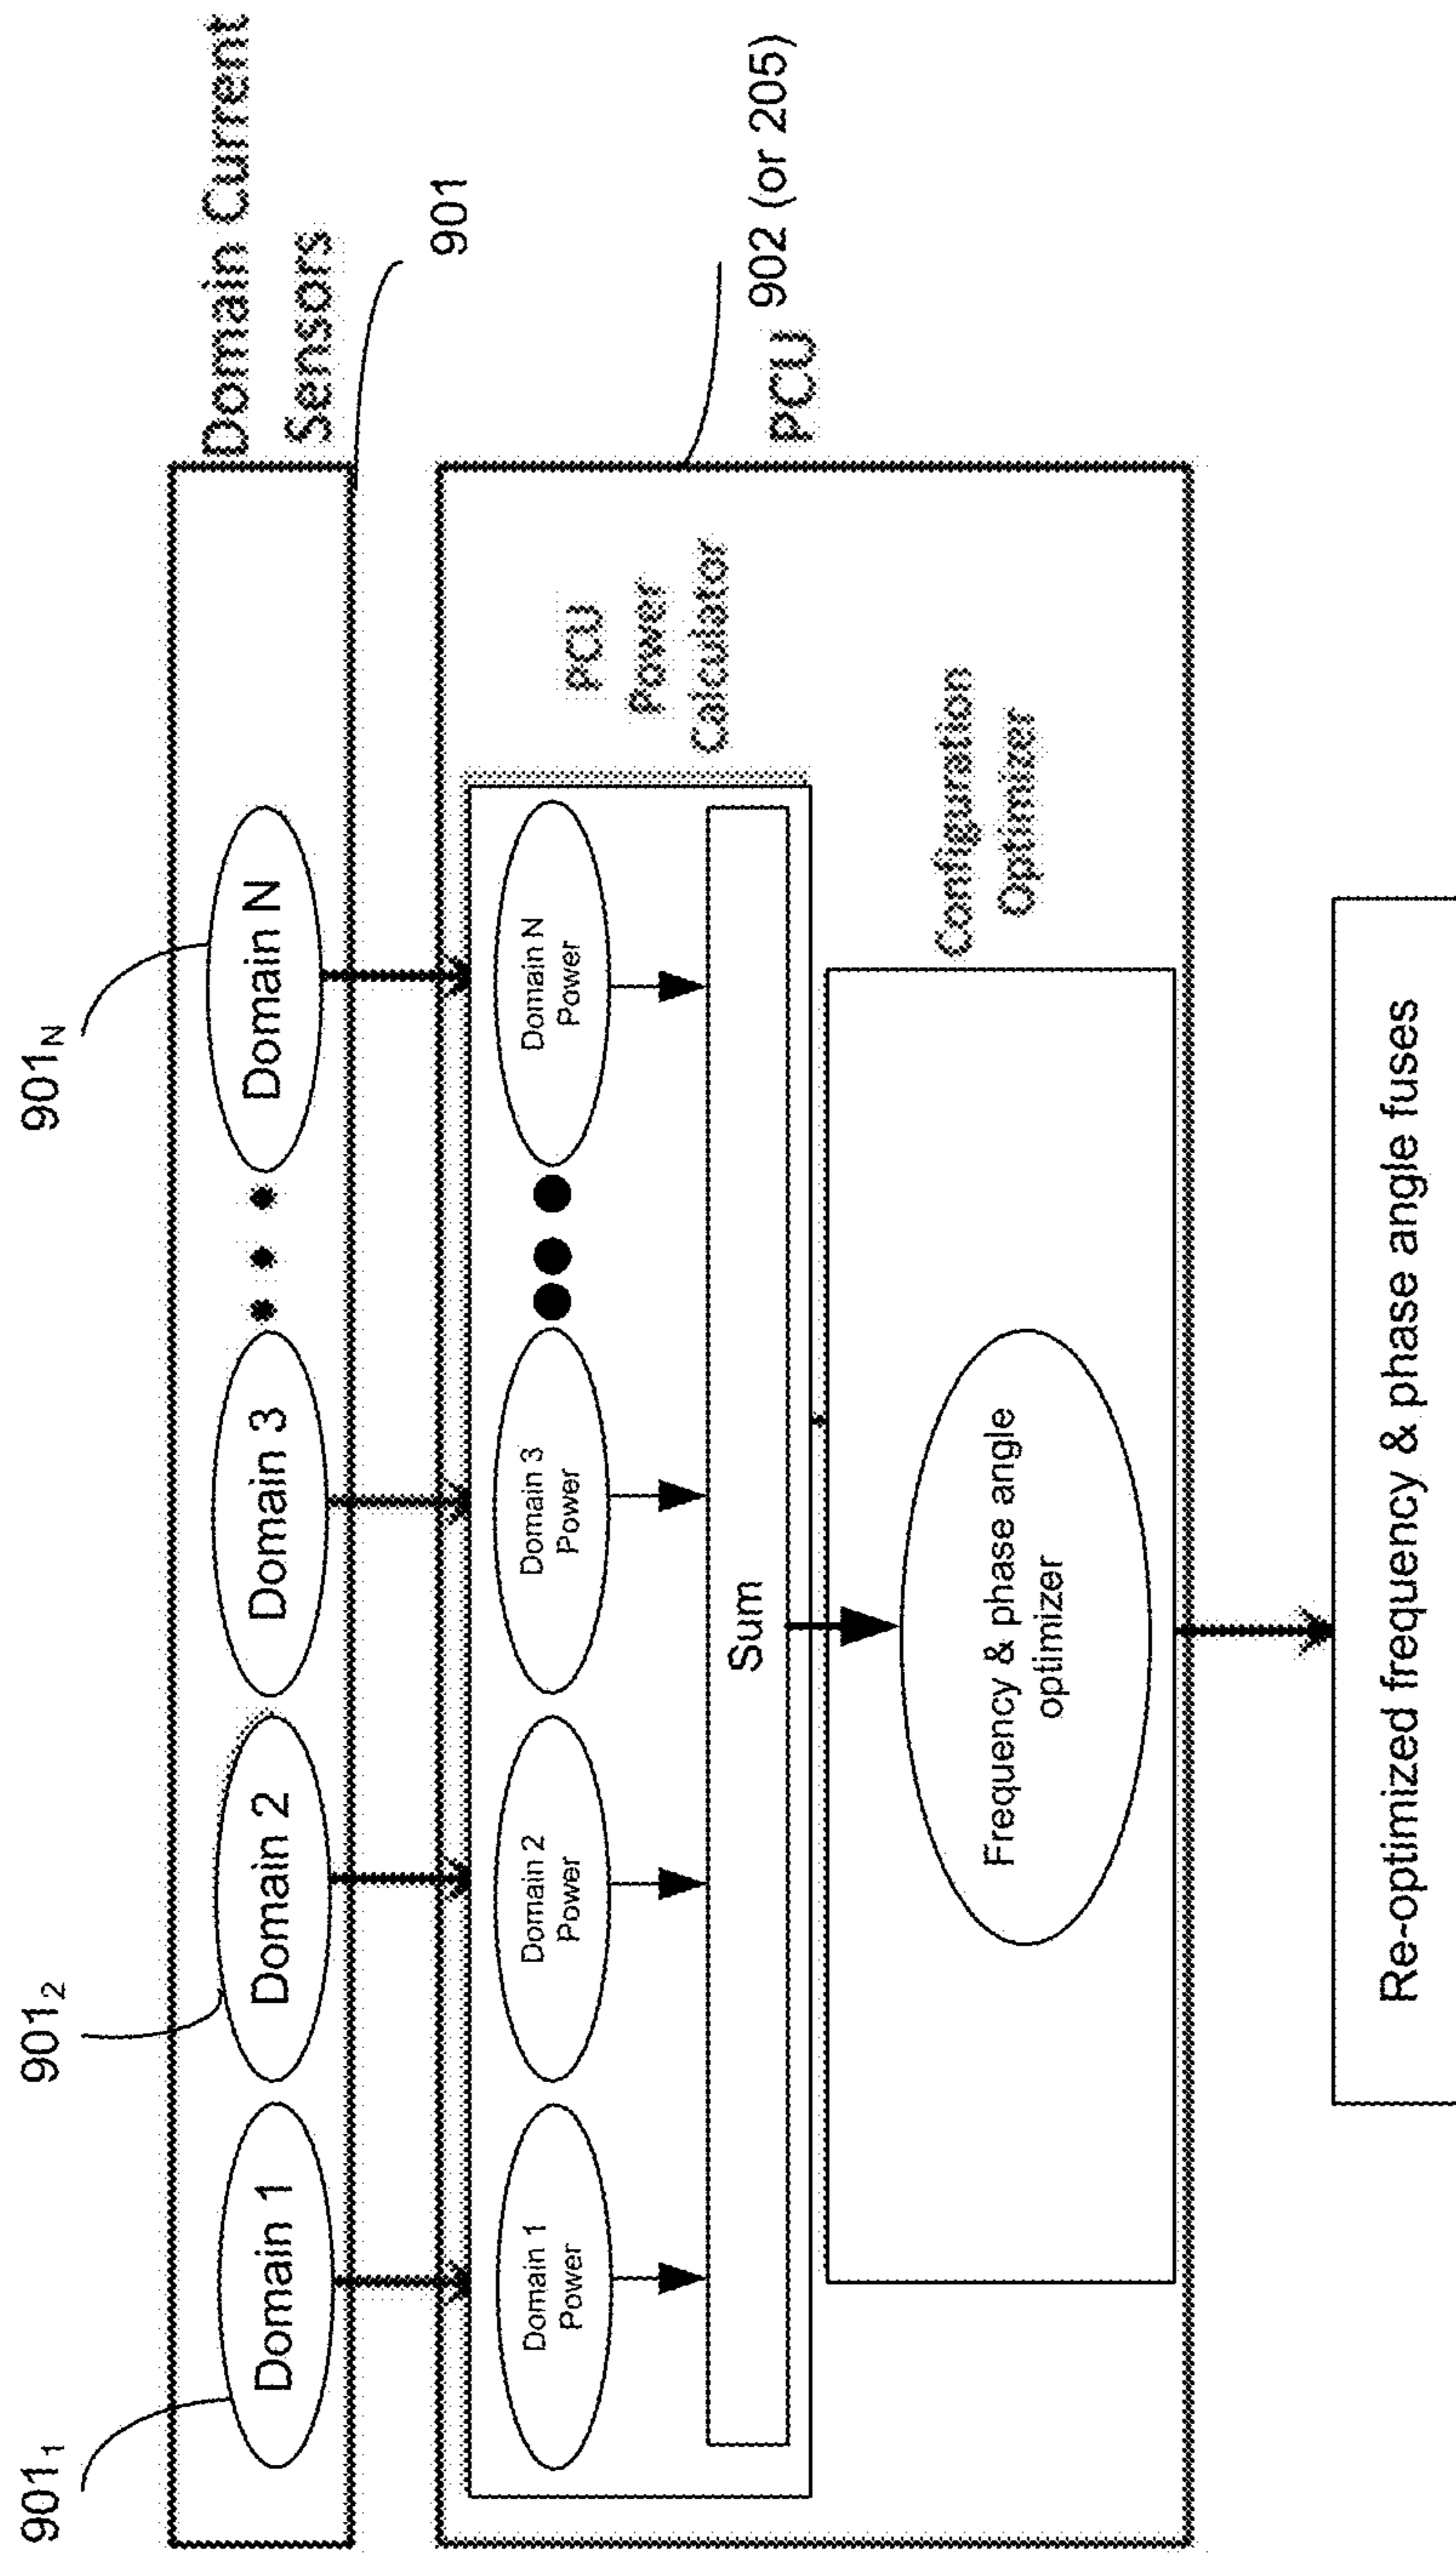 901₁
901₂
901ₙ
Domain 1
Domain 2
Domain 3
Domain N
Domain Current
Sensors
901
Domain 1
Power
Domain 2
Power
Domain 3
Power
Domain N
Power
PCU
Power
Calculator
902 (or 205)
PCU
Sum
Configuration
Optimizer
Frequency & phase angle
optimizer
Re-optimized frequency & phase angle fuses